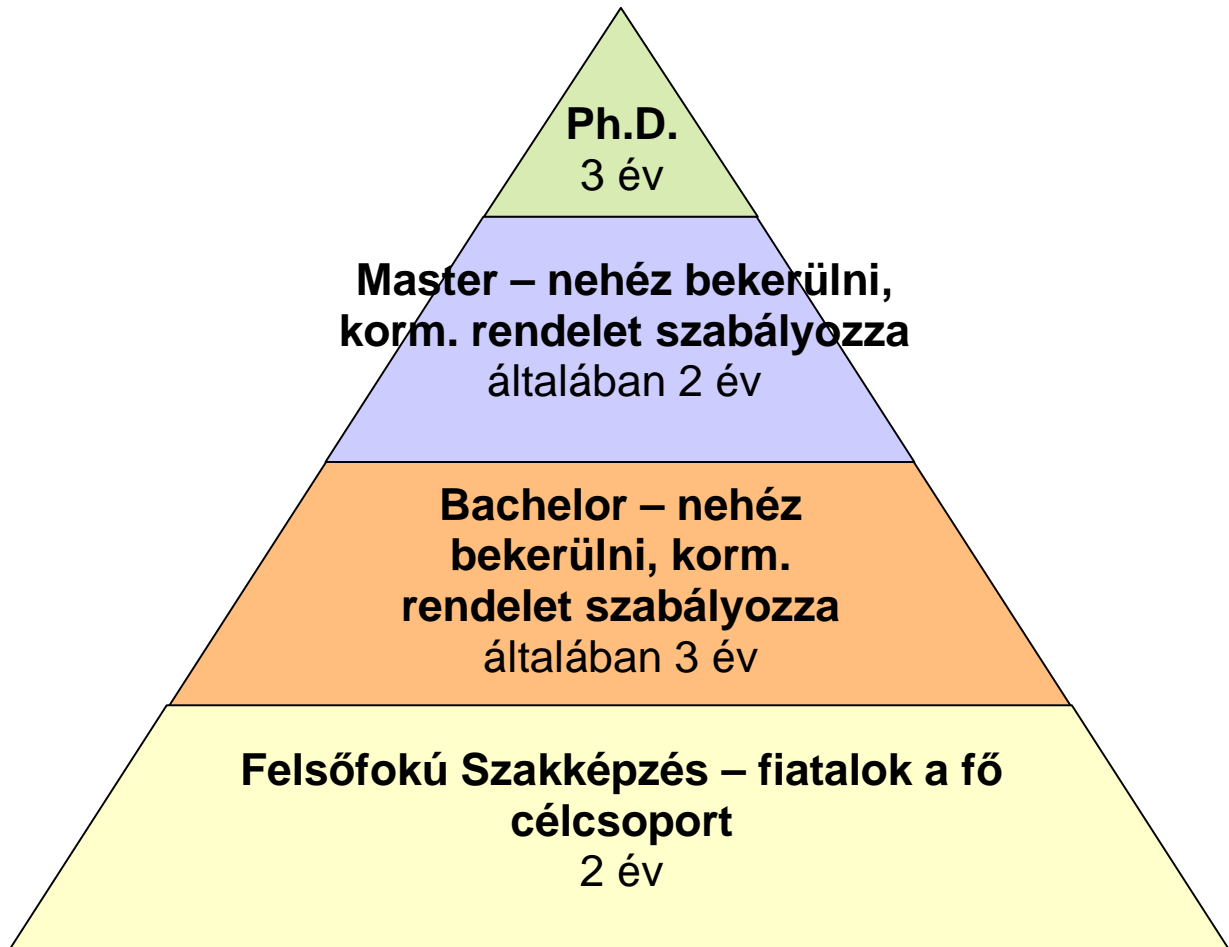 Ph.D.
3 év
Master – nehéz bekerülni,
korm. rendelet szabályozza
általában 2 év
Bachelor – nehéz
bekerülni, korm.
rendelet szabályozza
általában 3 év
Felsőfokú Szakképzés – fiatalok a fő
célcsoport
2 év